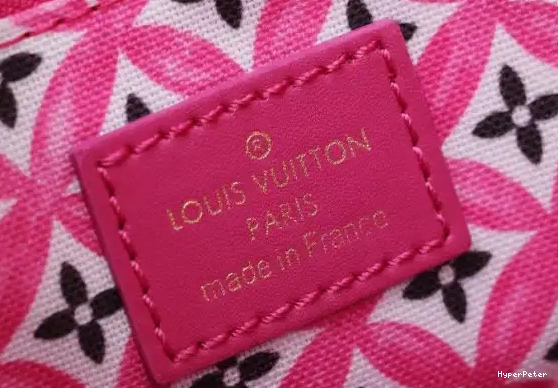 ®
LOUIS VUITTON
PARIS
made in France
HyperPeter